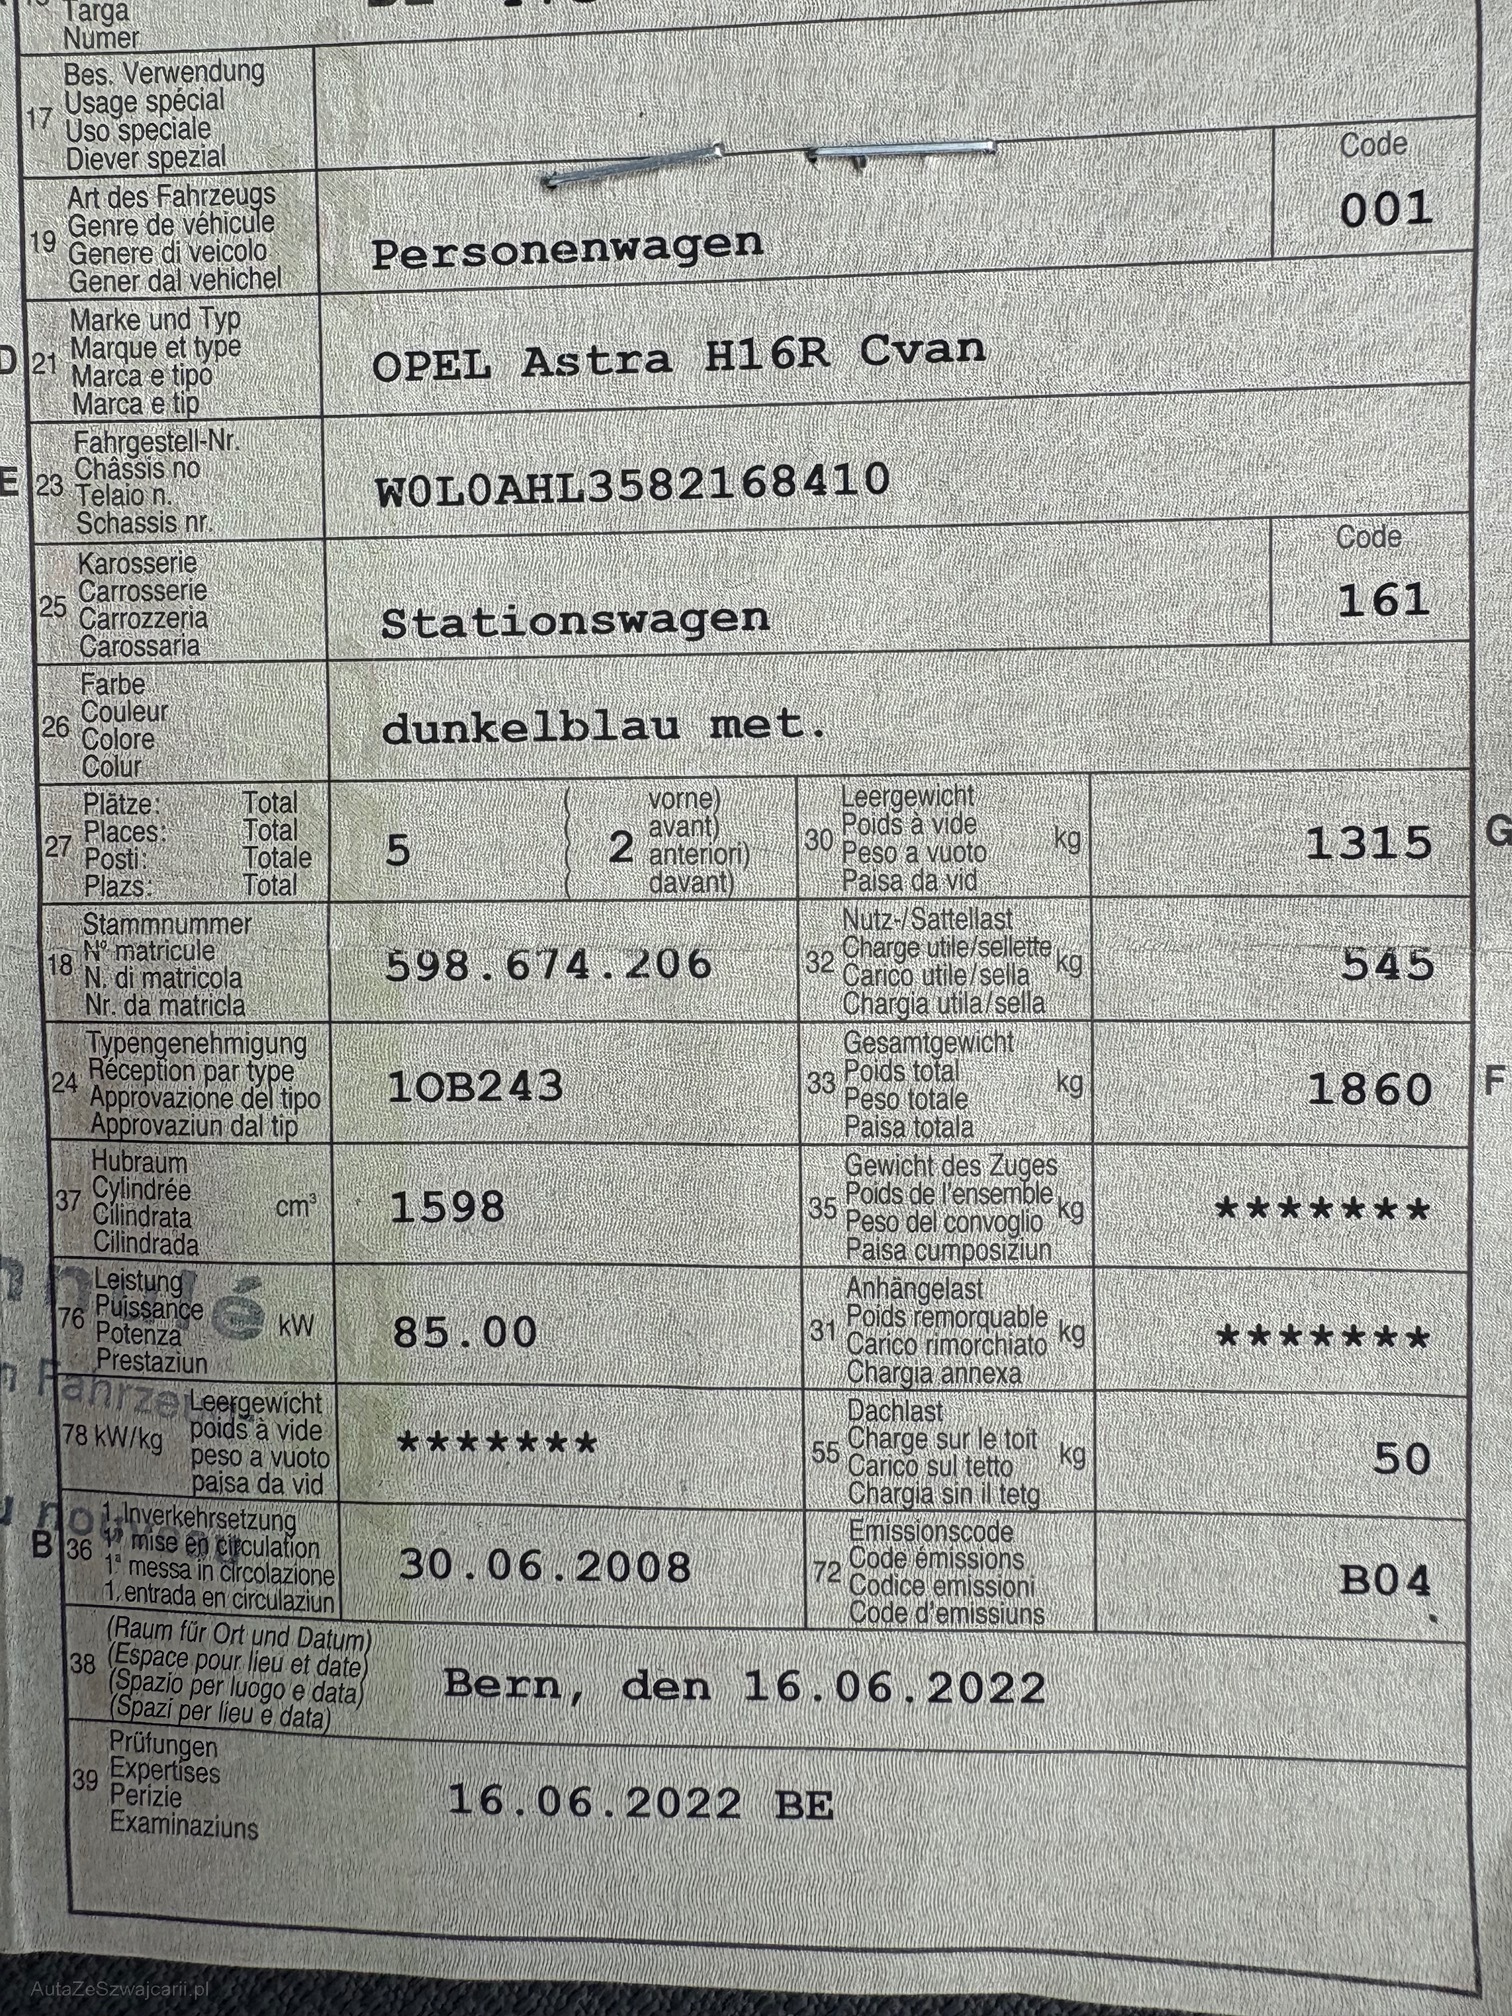 Targa
Numer
17
Bes. Verwendung
Usage spécial
Uso speciale
Diever spezial
19
Art des Fahrzeugs
Genre de véhicule
Genere di veicolo
Gener dal vehichel
Personenwagen
Code
001
D
21
Marke und Typ
Marque et type
Marca e tipo
Marca e tip
OPEL Astra H16R Cvan
E
23
Fahrgestell-Nr.
Châssis no
Telaio n.
Schassis nr.
W0L0AHL3582168410
25
Karosserie
Carrosserie
Carrozzeria
Carossaria
Stationswagen
Code
161
26
Farbe
Couleur
Colore
Colur
dunkelblau met.
27
Plätze: Total
Places: Total
Posti: Totale
Plazs: Total
5
( vorne)
( avant)
( 2 anteriori)
( davant)
30
Leergewicht
Poids à vide
Peso a vuoto
Paisa da vid
kg
1315
G
18
Stammnummer
Nº matricule
N. di matricola
Nr. da matricla
598.674.206
32
Nutz-/Sattellast
Charge utile/sellette
Carico utile/sella
Chargia utila/sella
kg
545
24
Typengenehmigung
Réception par type
Approvazione del tipo
Approvaziun dal tip
1OB243
33
Gesamtgewicht
Poids total
Peso totale
Paisa totala
kg
1860
F
37
Hubraum
Cylindrée
Cilindrata
Cilindrada
cm³
1598
35
Gewicht des Zuges
Poids de l'ensemble
Peso del convoglio
Paisa cumposiziun
kg
*******
76
Leistung
Puissance
Potenza
Prestaziun
kW
85.00
31
Anhängelast
Poids remorquable
Carico rimorchiato
Chargia annexa
kg
*******
78 kW/kg
Leergewicht
poids à vide
peso a vuoto
paisa da vid
*******
55
Dachlast
Charge sur le toit
Carico sul tetto
Chargia sin il tetg
kg
50
B
36
1. Inverkehrsetzung
1re mise en circulation
1a messa in circolazione
1. entrada en circulaziun
30.06.2008
72
Emissionscode
Code émissions
Codice emissioni
Code d'emissiuns
B04
38
(Raum für Ort und Datum)
(Espace pour lieu et date)
(Spazio per luogo e data)
(Spazi per lieu e data)
Bern, den 16.06.2022
39
Prüfungen
Expertises
Perizie
Examinaziuns
16.06.2022 BE
AutaZeSzwajcarii.pl